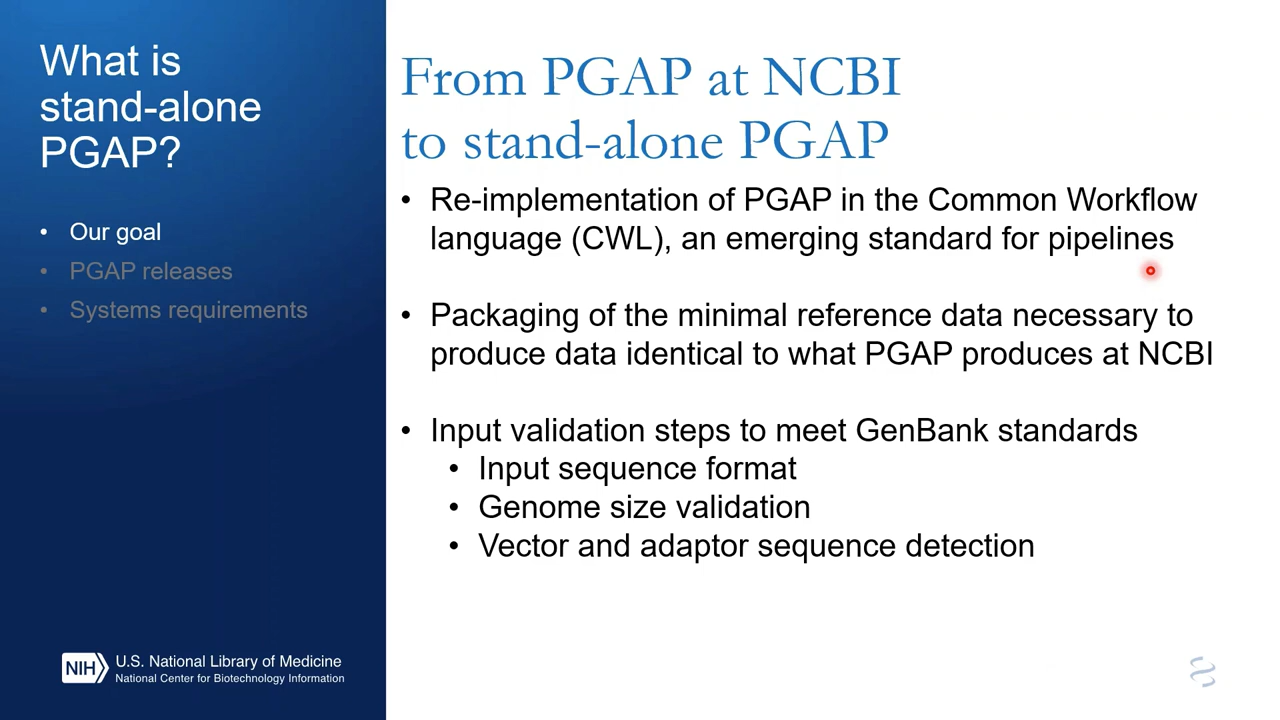 What is
stand-alone
PGAP?
• Our goal
• PGAP releases
• Systems requirements
NIH
U.S. National Library of Medicine
National Center for Biotechnology Information
From PGAP at NCBI
to stand-alone PGAP
• Re-implementation of PGAP in the Common Workflow
language (CWL), an emerging standard for pipelines
• Packaging of the minimal reference data necessary to
produce data identical to what PGAP produces at NCBI
• Input validation steps to meet GenBank standards
• Input sequence format
• Genome size validation
• Vector and adaptor sequence detection